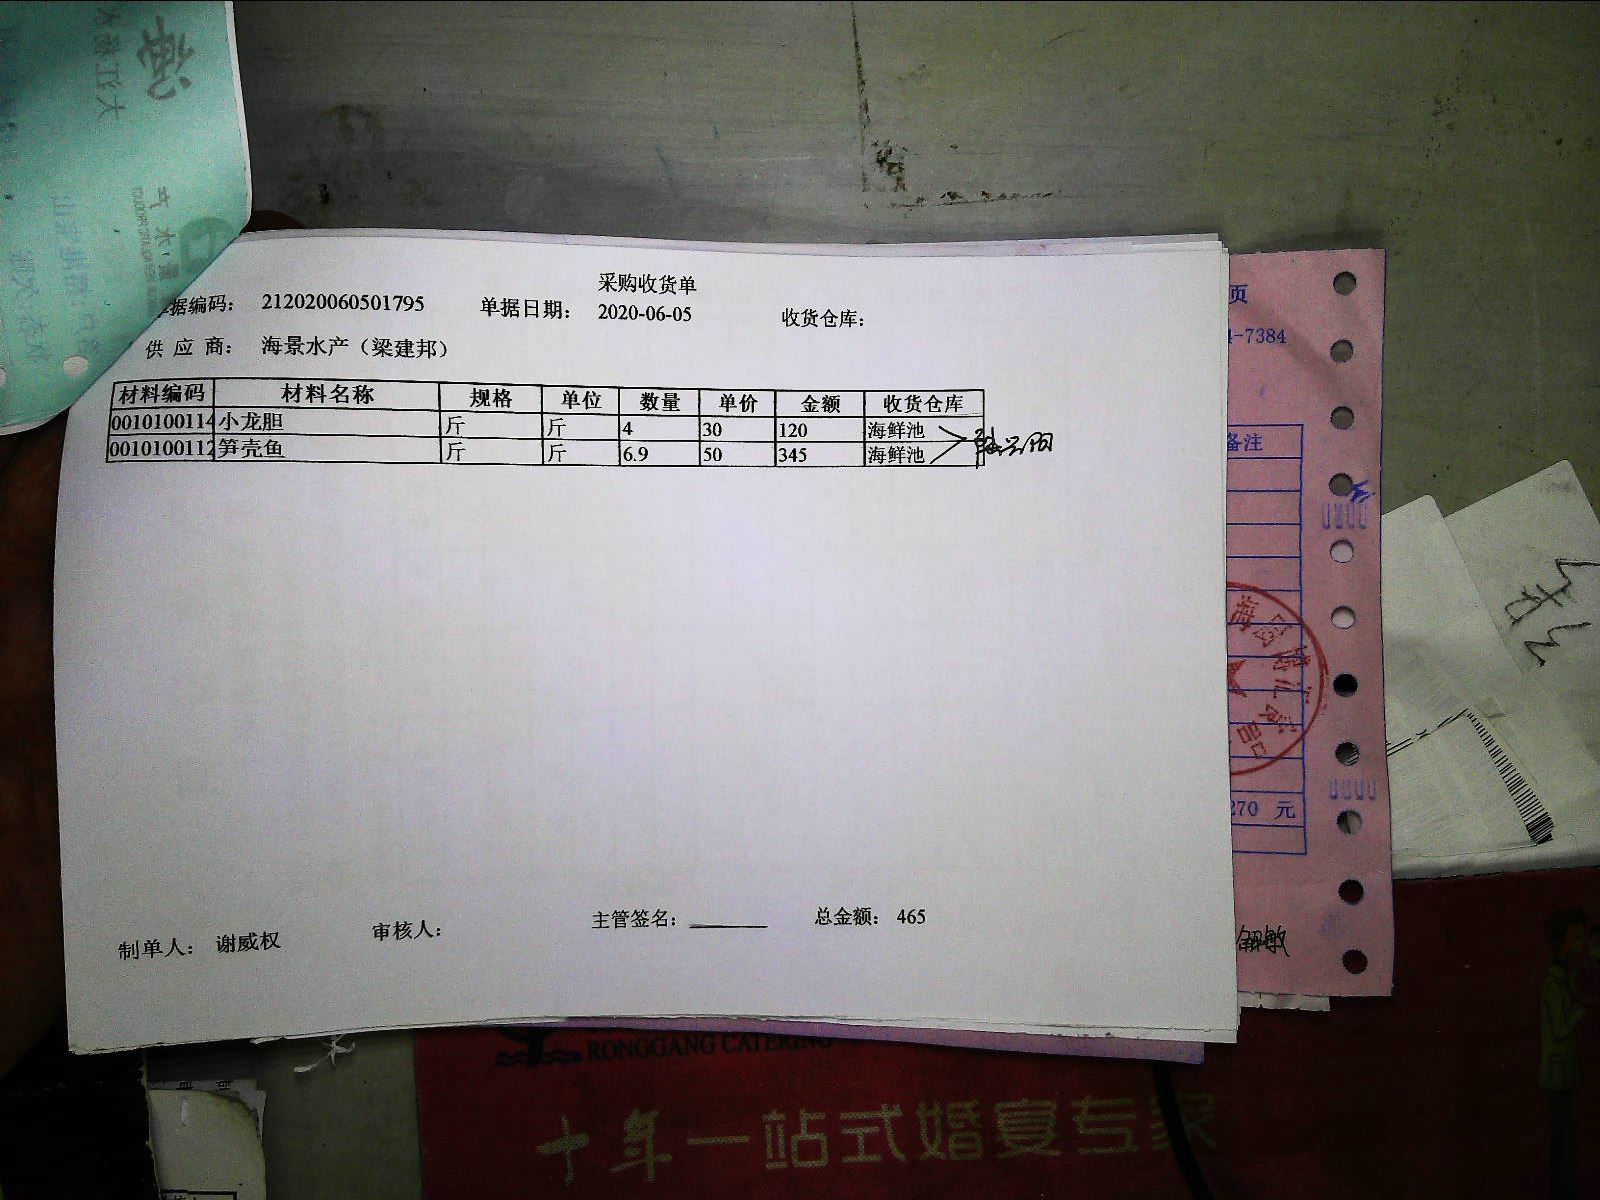 采购收货单
据编码: 212020060501795 单据日期: 2020-06-05 收货仓库:
供 应 商: 海景水产（梁建邦）
材料编码 材料名称 规格 单位 数量 单价 金额 收货仓库
0010100114 小龙胆 斤 斤 4 30 120 海鲜池
0010100112 笋壳鱼 斤 斤 6.9 50 345 海鲜池
制单人: 谢威权 审核人: 主管签名: 总金额: 465
页
-7384
备注
270 元
RONGGANG CATERING
十年一站式婚宴专家